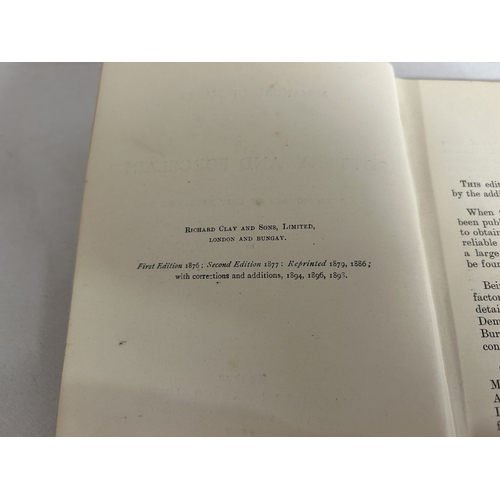 RICHARD CLAY AND SONS, LIMITED,
LONDON AND BUNGAY.
First Edition 1876; Second Edition 1877: Reprinted 1879, 1886;
with corrections and additions, 1894, 1896, 1898.
THIS edit
by the addi
When
been publ
to obtain
reliable
a large
be foun
Bein
factor
detai
Dem
Bur
con
M
A